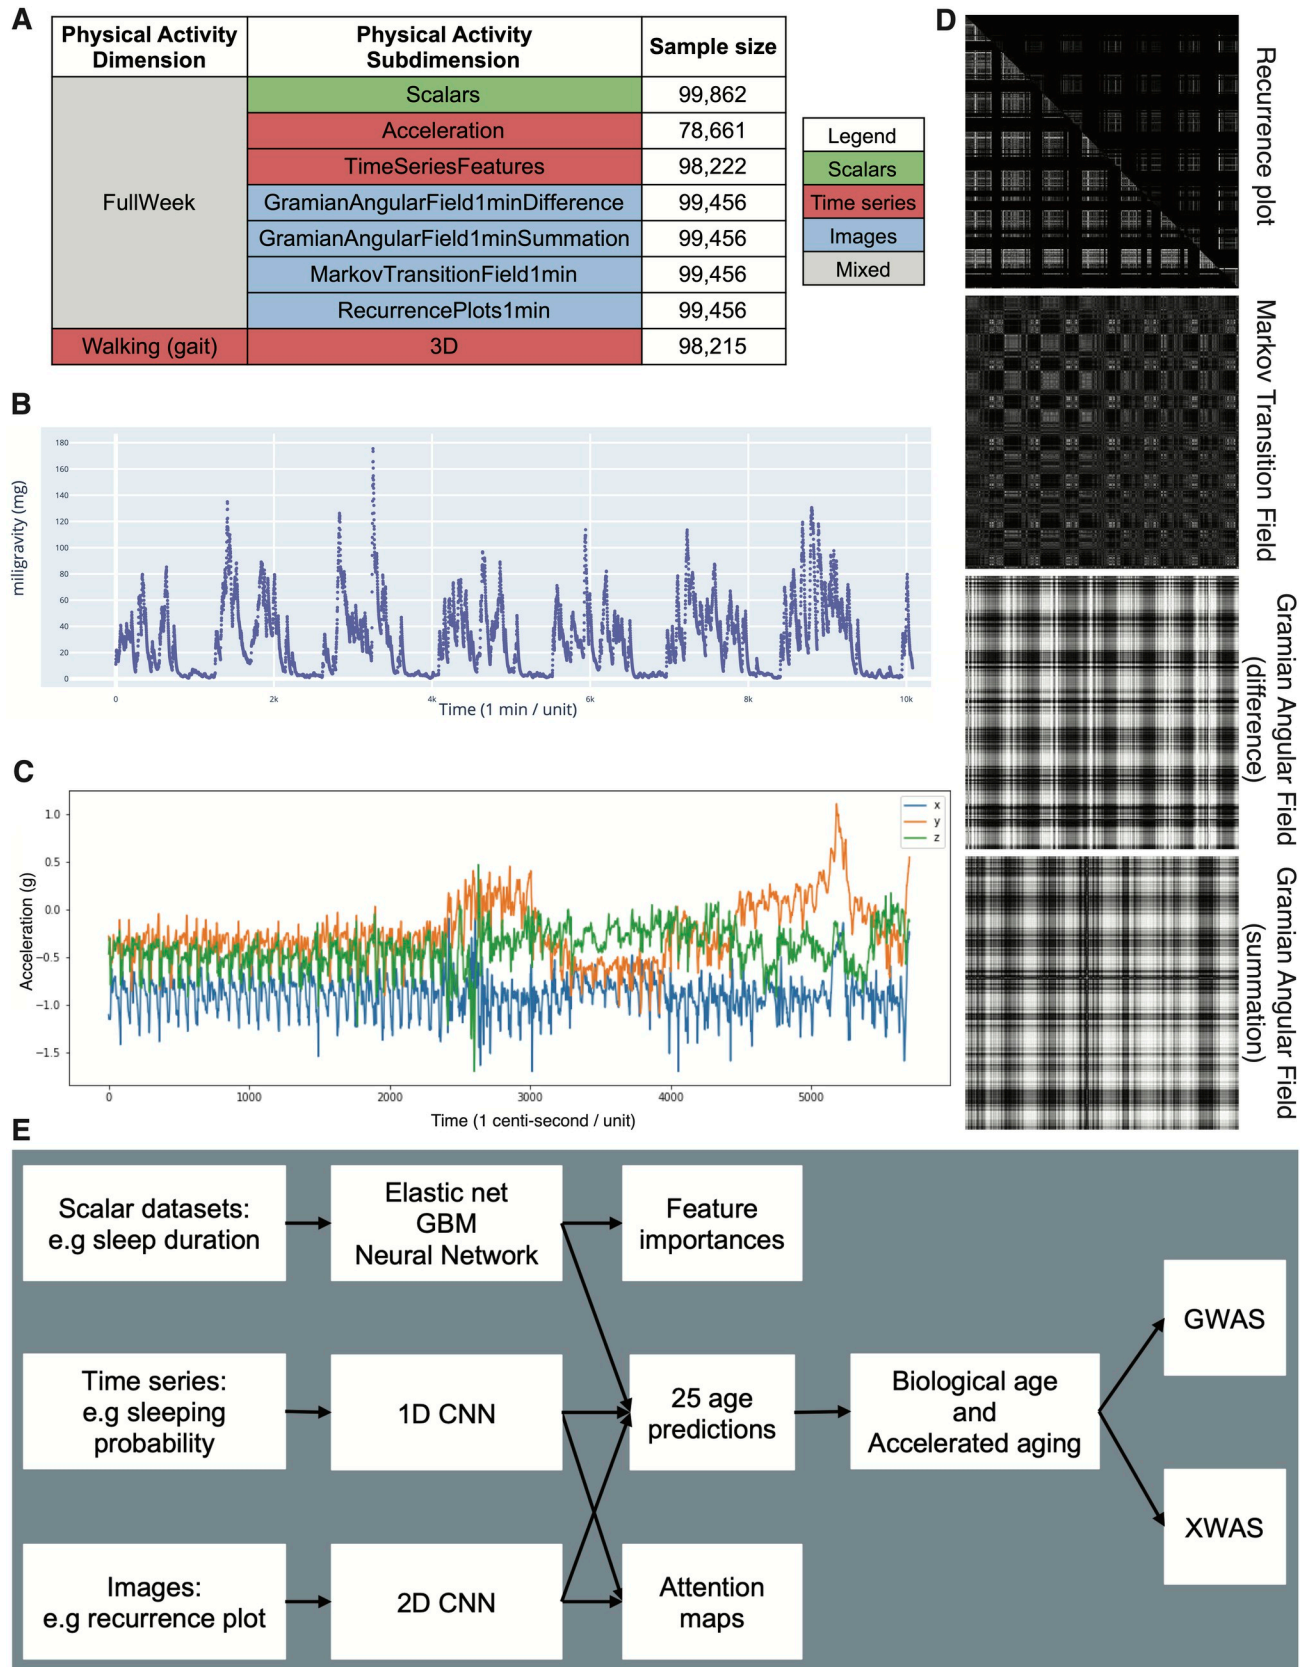 A
Physical Activity Dimension
Physical Activity Subdimension
Sample size
FullWeek
Scalars
99,862
Acceleration
78,661
TimeSeriesFeatures
98,222
GramianAngularField1minDifference
99,456
GramianAngularField1minSummation
99,456
MarkovTransitionField1min
99,456
RecurrencePlots1min
99,456
Walking (gait)
3D
98,215
Legend
Scalars
Time series
Images
Mixed
B
miligravity (mg)
180
160
140
120
100
80
60
40
20
0
0
2k
4k
6k
8k
10k
Time (1 min / unit)
C
Acceleration (g)
1.0
0.5
0.0
−0.5
−1.0
−1.5
0
1000
2000
3000
4000
5000
Time (1 centi-second / unit)
x
y
z
D
Recurrence plot
Markov Transition Field
Gramian Angular Field
(difference)
Gramian Angular Field
(summation)
E
Scalar datasets:
e.g sleep duration
Elastic net
GBM
Neural Network
Feature
importances
Time series:
e.g sleeping
probability
1D CNN
25 age
predictions
Biological age
and
Accelerated aging
GWAS
XWAS
Images:
e.g recurrence plot
2D CNN
Attention
maps